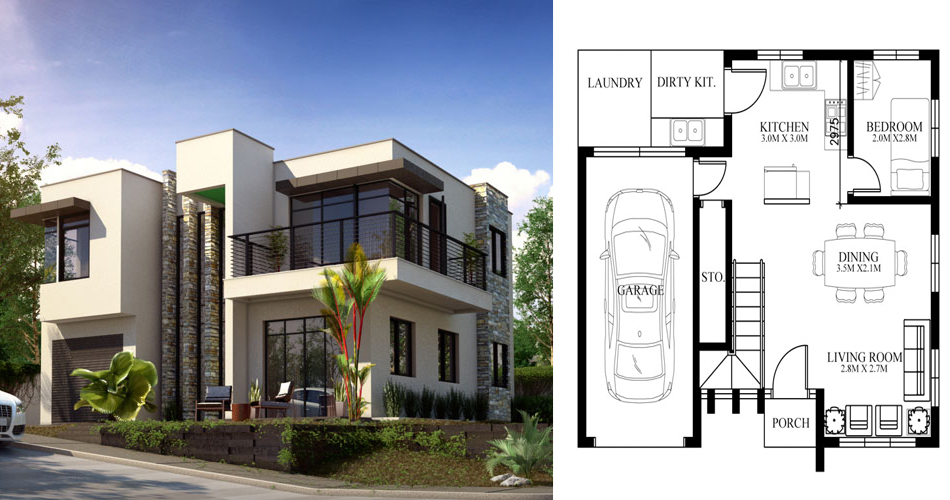 LAUNDRY
DIRTY KIT.
KITCHEN
3.0M X 3.0M
2975
BEDROOM
2.0M X2.8M
DINING
3.5M X2.1M
STO.
GARAGE
LIVING ROOM
2.8M X 2.7M
PORCH